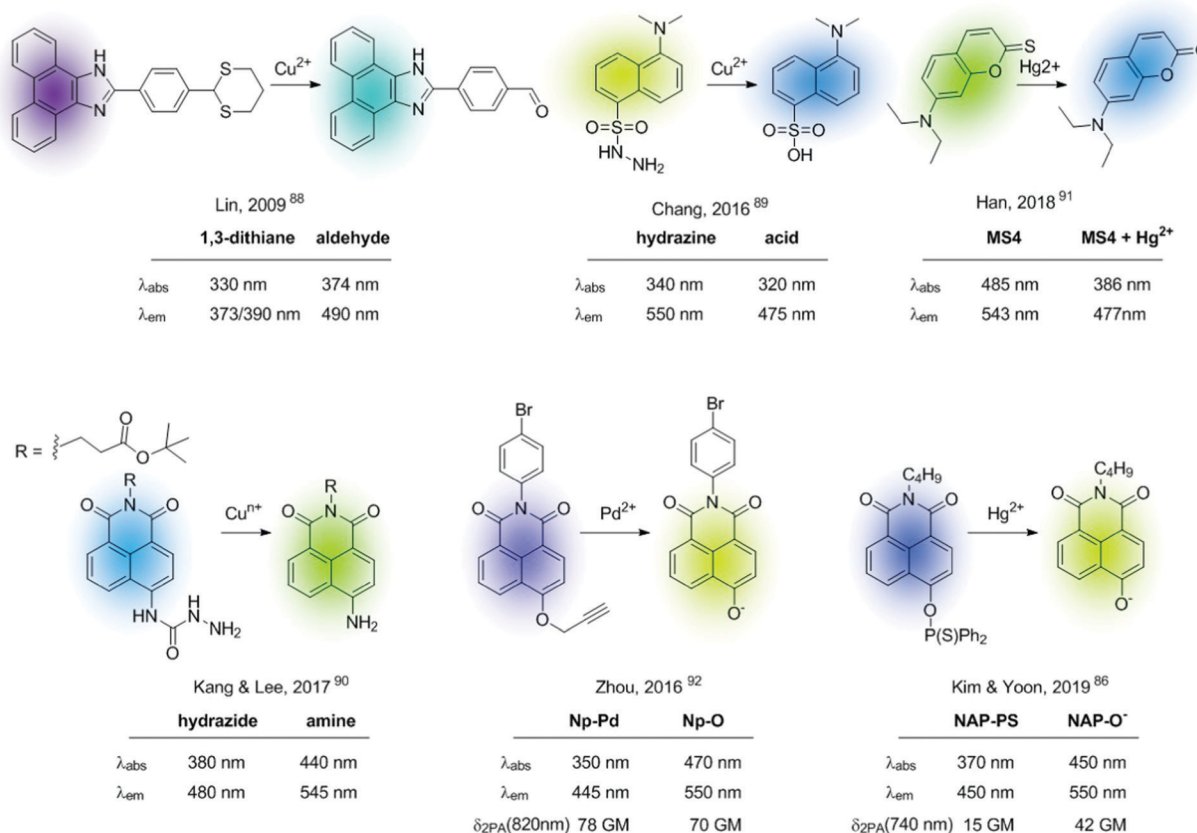 H
N
N
S
S
Cu2+
H
N
N
S
S
O
N
O=S=O
HN
NH2
Cu2+
N
O=S=O
OH
O
S
N
Hg2+
O
O
N
Lin, 2009 88
1,3-dithiane aldehyde
λabs 330 nm 374 nm
λem 373/390 nm 490 nm
Chang, 2016 89
hydrazine acid
λabs 340 nm 320 nm
λem 550 nm 475 nm
Han, 2018 91
MS4 MS4 + Hg2+
λabs 485 nm 386 nm
λem 543 nm 477nm
R =
O
O
R
O N O
HN
O
H
N
NH2
Cun+
R
O N O
NH2
Br
O N O
O
Pd2+
Br
O N O
O-
C4H9
O N O
O
P(S)Ph2
Hg2+
C4H9
O N O
O-
Kang & Lee, 2017 90
hydrazide amine
λabs 380 nm 440 nm
λem 480 nm 545 nm
Zhou, 2016 92
Np-Pd Np-O
λabs 350 nm 470 nm
λem 445 nm 550 nm
δ2PA(820nm) 78 GM 70 GM
Kim & Yoon, 2019 86
NAP-PS NAP-O-
λabs 370 nm 450 nm
λem 450 nm 550 nm
δ2PA(740 nm) 15 GM 42 GM